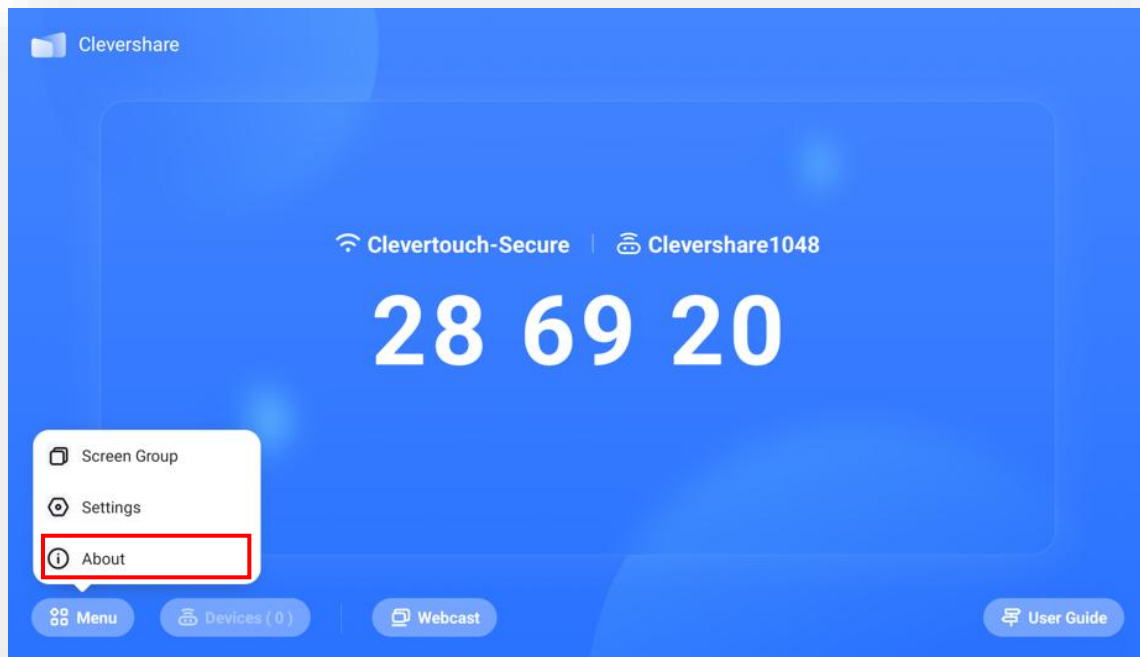 Clevershare
Clevertouch-Secure Clevershare1048
28 69 20
Screen Group
Settings
About
Menu Devices ( 0 ) Webcast User Guide